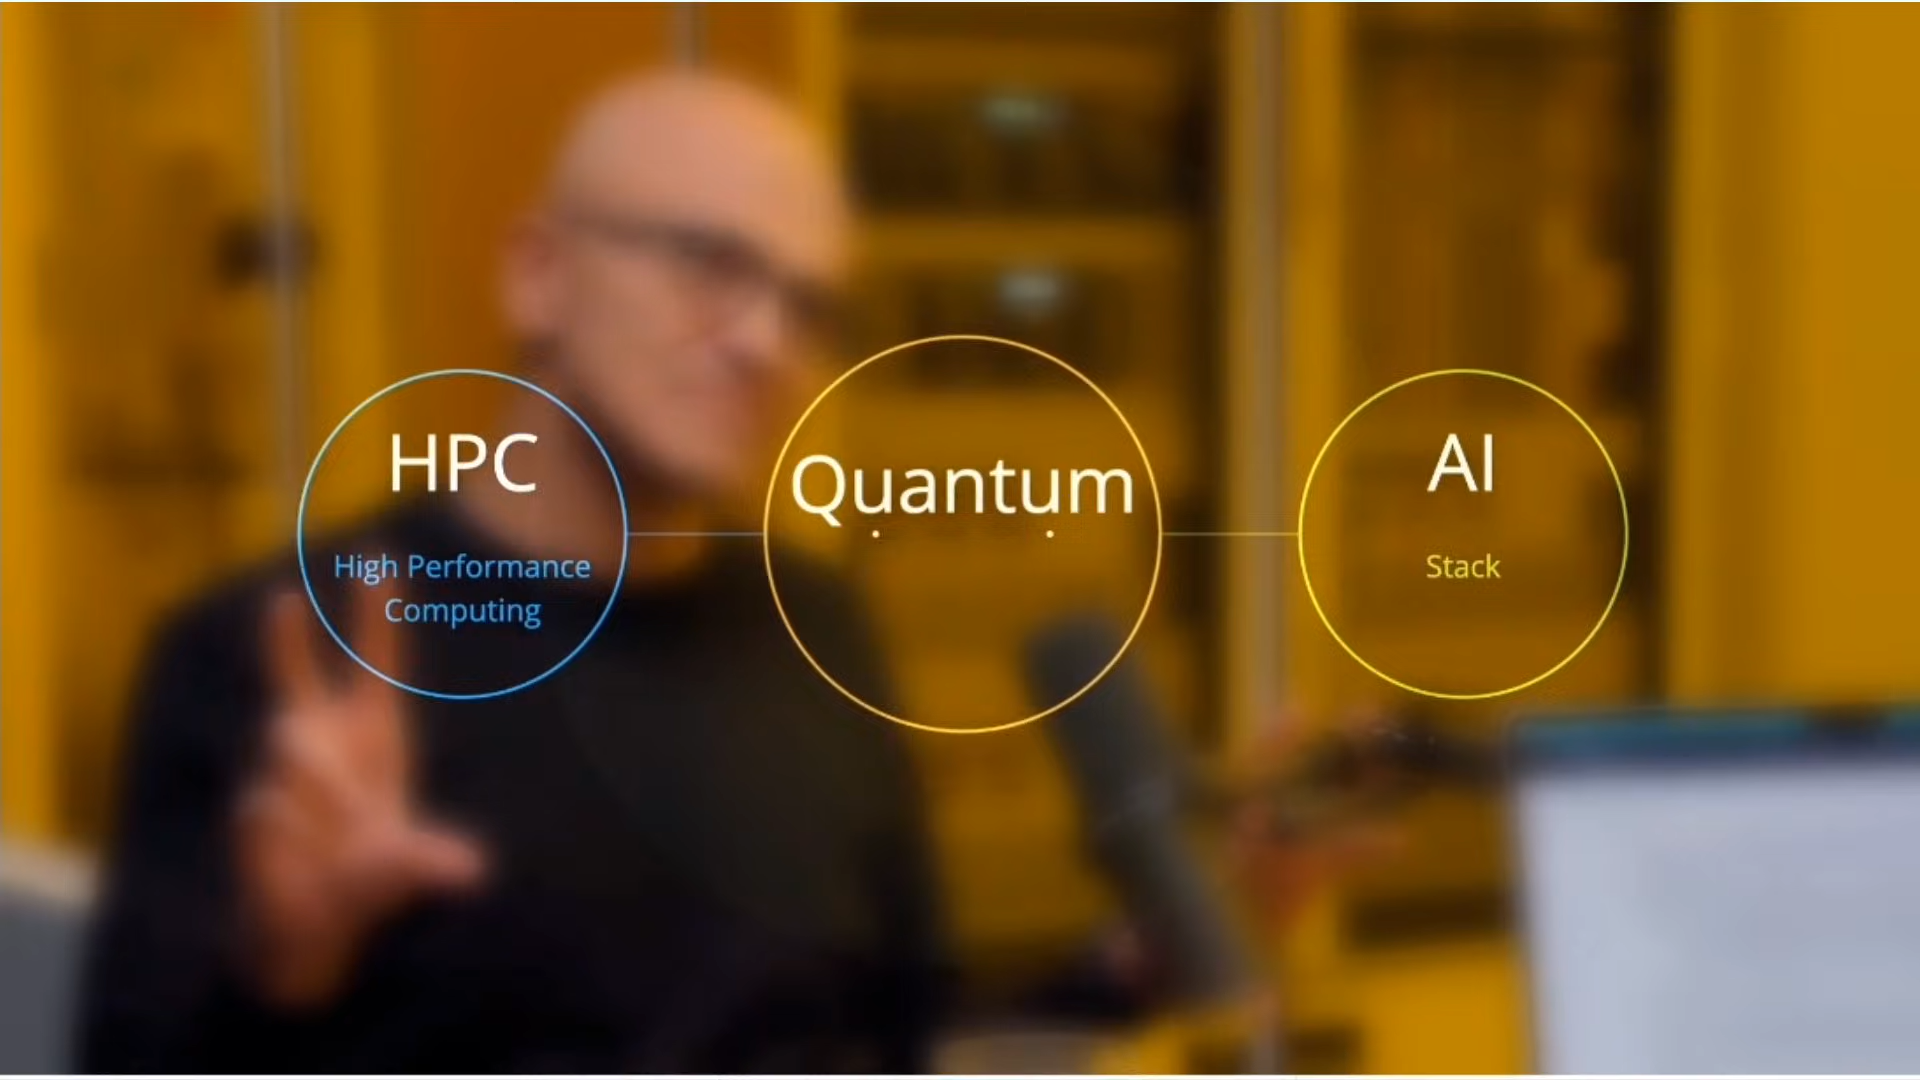 HPC
High Performance
Computing
Quantum
AI
Stack